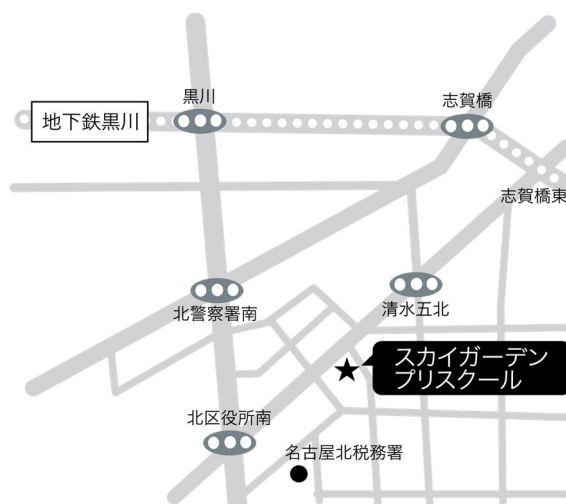 黒川
志賀橋
地下鉄黒川
志賀橋東
北警察署南
清水五北
スカイガーデン
プリスクール
北区役所南
名古屋北税務署